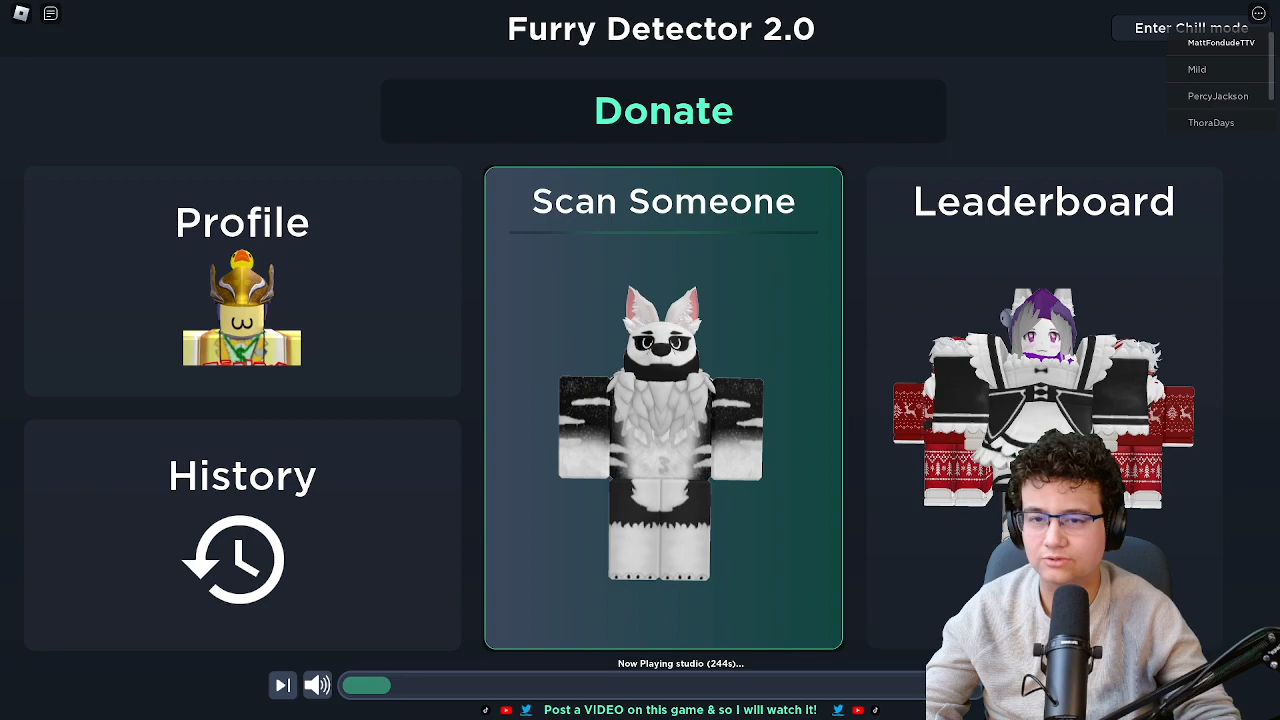 Furry Detector 2.0
Enter Chill mode
MattFondudeTTV
Mild
PercyJackson
ThoraDays
Donate
Profile
Scan Someone
Leaderboard
History
Now Playing studio (244s)...
Post a VIDEO on this game & so I will watch it!